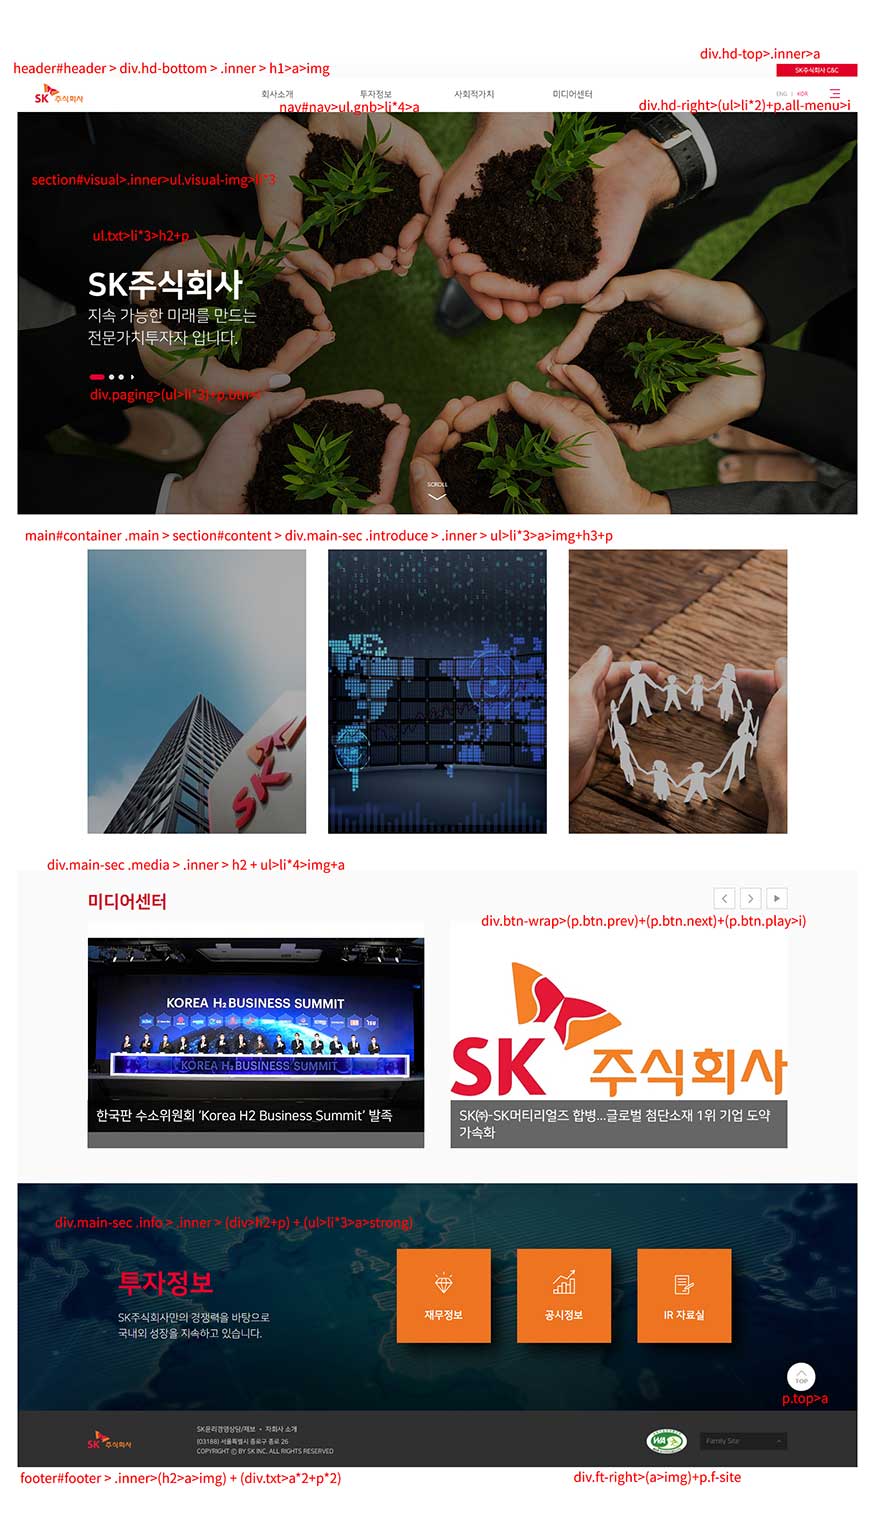 div.hd-top>.inner>a
header#header > div.hd-bottom > .inner > h1>a>img
SK주식회사 C&C
SK 주식회사
회사소개 투자정보 사회적가치 미디어센터
ENG | KOR
nav#nav>ul.gnb>li*4>a
div.hd-right>(ul>li*2)+p.all-menu>i
section#visual>.inner>ul.visual-img>li*3
ul.txt>li*3>h2+p
SK주식회사
지속 가능한 미래를 만드는
전문가치투자자 입니다.
div.paging>(ul>li*3)+p.btn>i
SCROLL
main#container .main > section#content > div.main-sec .introduce > .inner > ul>li*3>a>img+h3+p
SK
div.main-sec .media > .inner > h2 + ul>li*4>img+a
미디어센터
div.btn-wrap>(p.btn.prev)+(p.btn.next)+(p.btn.play>i)
KOREA H₂ BUSINESS SUMMIT
KOREA H₂ BUSINESS SUMMIT
한국판 수소위원회 ‘Korea H2 Business Summit’ 발족
SK 주식회사
SK㈜-SK머티리얼즈 합병...글로벌 첨단소재 1위 기업 도약
가속화
div.main-sec .info > .inner > (div>h2+p) + (ul>li*3>a>strong)
투자정보
SK주식회사만의 경쟁력을 바탕으로
국내외 성장을 지속하고 있습니다.
재무정보
공시정보
IR 자료실
TOP
p.top>a
SK 주식회사
SK윤리경영상담/제보 • 자회사 소개
(03188) 서울특별시 종로구 종로 26
COPYRIGHT ⓒ BY SK INC. ALL RIGHTS RESERVED
WA
Family Site
footer#footer > .inner>(h2>a>img) + (div.txt>a*2+p*2)
div.ft-right>(a>img)+p.f-site